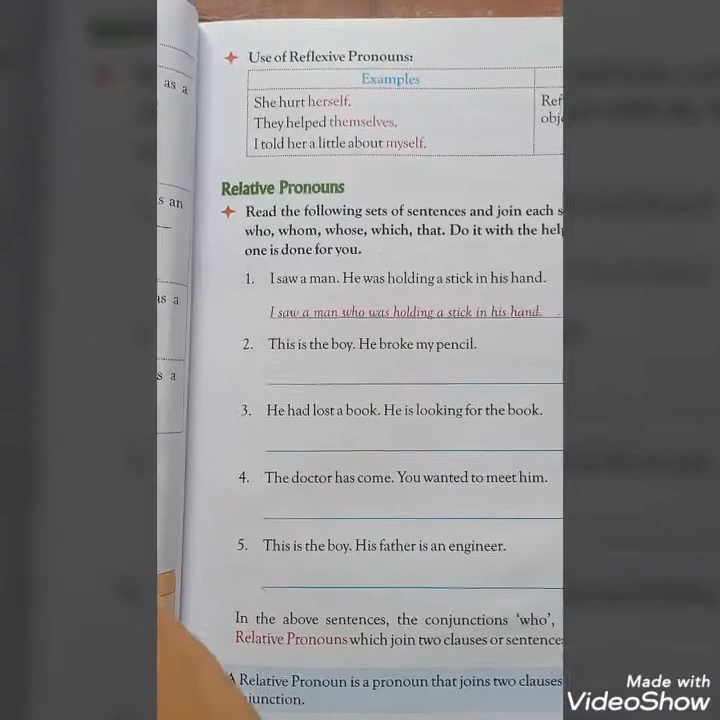 as a
s an
as a
s a
Use of Reflexive Pronouns:
Examples
She hurt herself.
They helped themselves.
I told her a little about myself.
Ref
obje
Relative Pronouns
Read the following sets of sentences and join each s
who, whom, whose, which, that. Do it with the hel
one is done for you.
1. I saw a man. He was holding a stick in his hand.
I saw a man who was holding a stick in his hand.
2. This is the boy. He broke my pencil.
3. He had lost a book. He is looking for the book.
4. The doctor has come. You wanted to meet him.
5. This is the boy. His father is an engineer.
In the above sentences, the conjunctions 'who',
Relative Pronouns which join two clauses or sentence
A Relative Pronoun is a pronoun that joins two clauses
junction.
Made with
VideoShow